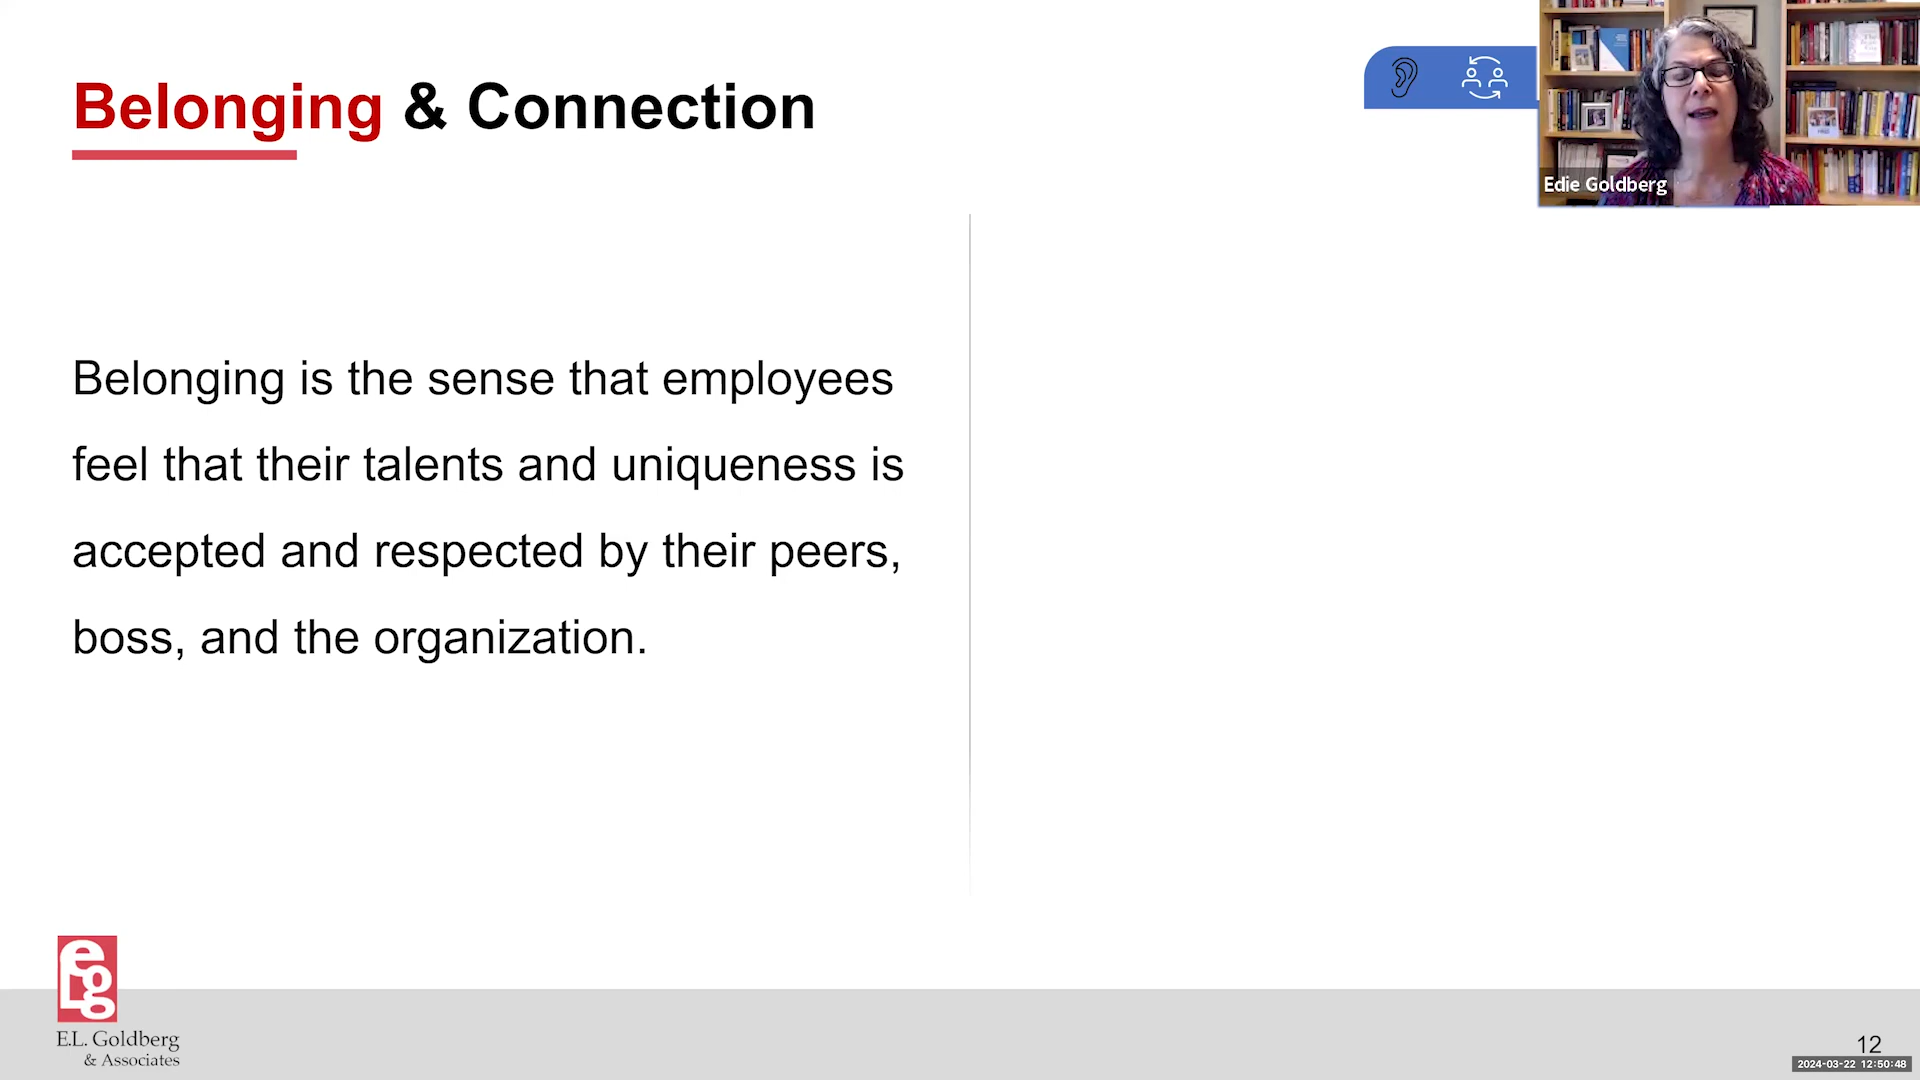 Belonging & Connection
Edie Goldberg
Belonging is the sense that employees
feel that their talents and uniqueness is
accepted and respected by their peers,
boss, and the organization.
eLgg
E.L. Goldberg
& Associates
12
2024-03-22 12:50:48